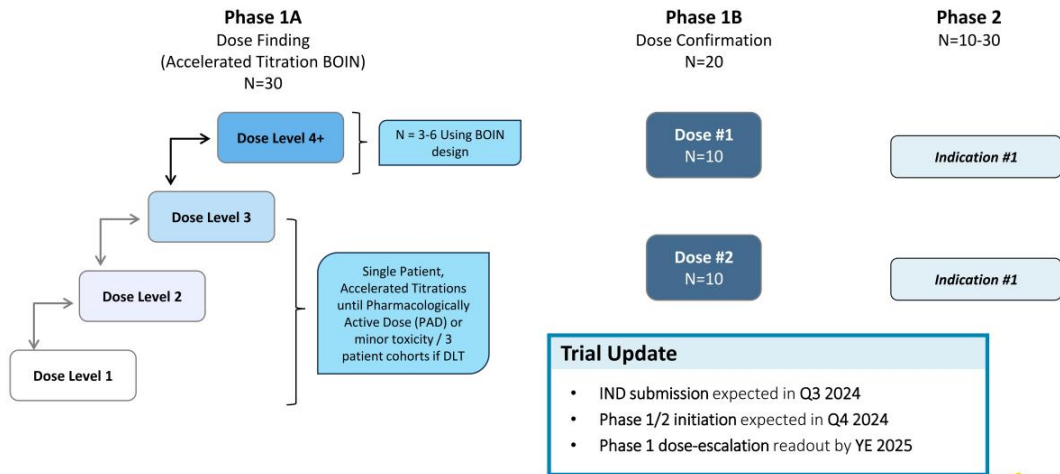 Phase 1A
Dose Finding
(Accelerated Titration BOIN)
N=30
Dose Level 4+
N = 3-6 Using BOIN
design
Dose Level 3
Dose Level 2
Dose Level 1
Single Patient,
Accelerated Titrations
until Pharmacologically
Active Dose (PAD) or
minor toxicity / 3
patient cohorts if DLT
Phase 1B
Dose Confirmation
N=20
Dose #1
N=10
Dose #2
N=10
Phase 2
N=10-30
Indication #1
Indication #1
Trial Update
• IND submission expected in Q3 2024
• Phase 1/2 initiation expected in Q4 2024
• Phase 1 dose-escalation readout by YE 2025